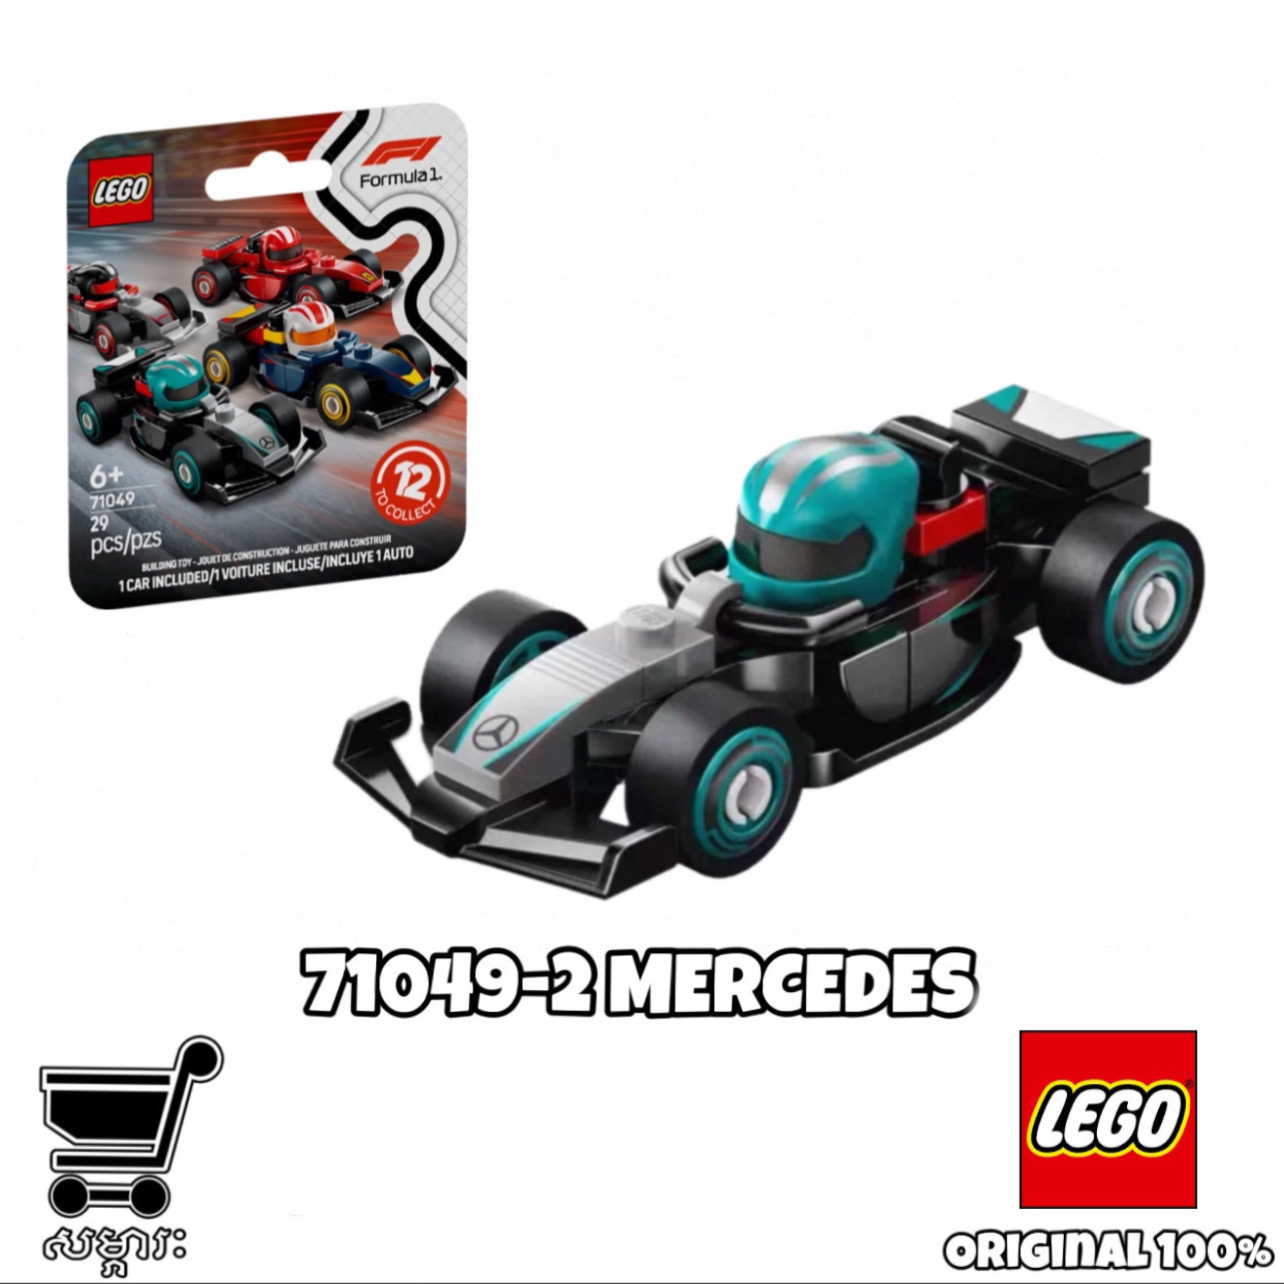 LEGO
F1
Formula 1.
6+
71049
29
pcs/pzs
12
TO COLLECT
BUILDING TOY - JOUET DE CONSTRUCTION - JUGUETE PARA CONSTRUIR
1 CAR INCLUDED/1 VOITURE INCLUSE/INCLUYE 1 AUTO
71049-2 MERCEDES
សម្ភារៈ
LEGO®
ORIGINAL 100%